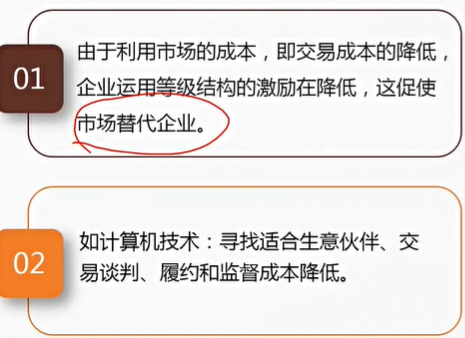 01
由于利用市场的成本，即交易成本的降低，
企业运用等级结构的激励在降低，这促使
市场替代企业。
02
如计算机技术：寻找适合生意伙伴、交
易谈判、履约和监督成本降低。